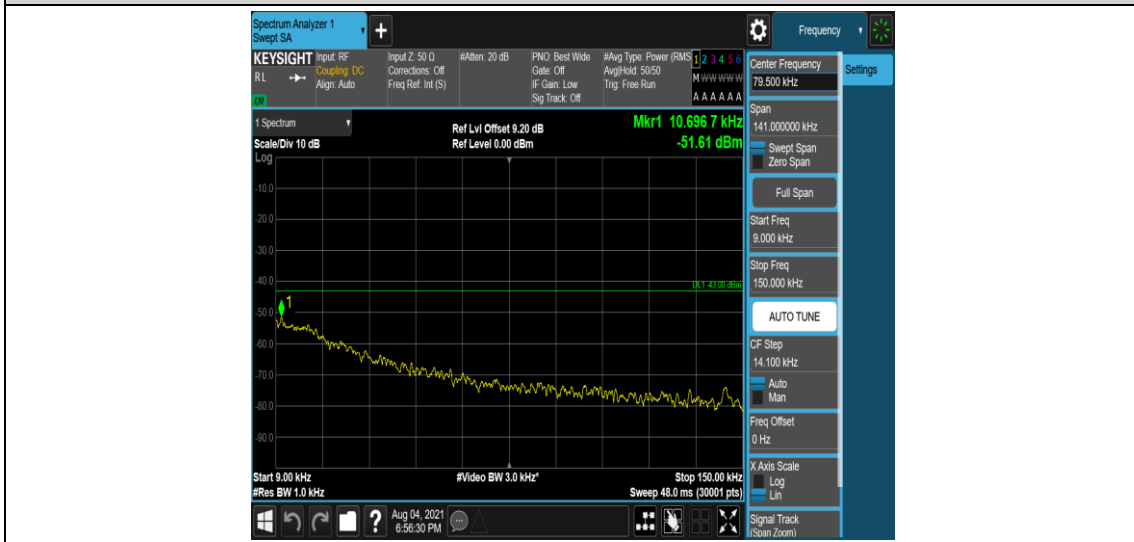 Spectrum Analyzer 1
Swept SA
Frequency
KEYSIGHT
RL
LXI
Input: RF
Coupling: DC
Align: Auto
Input Z: 50 Ω
Corrections: Off
Freq Ref: Int (S)
#Atten: 20 dB
PNO: Best Wide
Gate: Off
IF Gain: Low
Sig Track: Off
#Avg Type: Power (RMS
Avg|Hold: 50/50
Trig: Free Run
1 2 3 4 5 6
M W W W W W
A A A A A A
1 Spectrum
Scale/Div 10 dB
Log
Ref Lvl Offset 9.20 dB
Ref Level 0.00 dBm
Mkr1 10.696 7 kHz
-51.61 dBm
-10.0
-20.0
-30.0
-40.0
DL1 -43.00 dBm
-50.0
1
-60.0
-70.0
-80.0
-90.0
Start 9.00 kHz
#Res BW 1.0 kHz
#Video BW 3.0 kHz*
Stop 150.00 kHz
Sweep 48.0 ms (30001 pts)
Aug 04, 2021
6:56:30 PM
Center Frequency
79.500 kHz
Settings
Span
141.000000 kHz
Swept Span
Zero Span
Full Span
Start Freq
9.000 kHz
Stop Freq
150.000 kHz
AUTO TUNE
CF Step
14.100 kHz
Auto
Man
Freq Offset
0 Hz
X Axis Scale
Log
Lin
Signal Track
(Span Zoom)